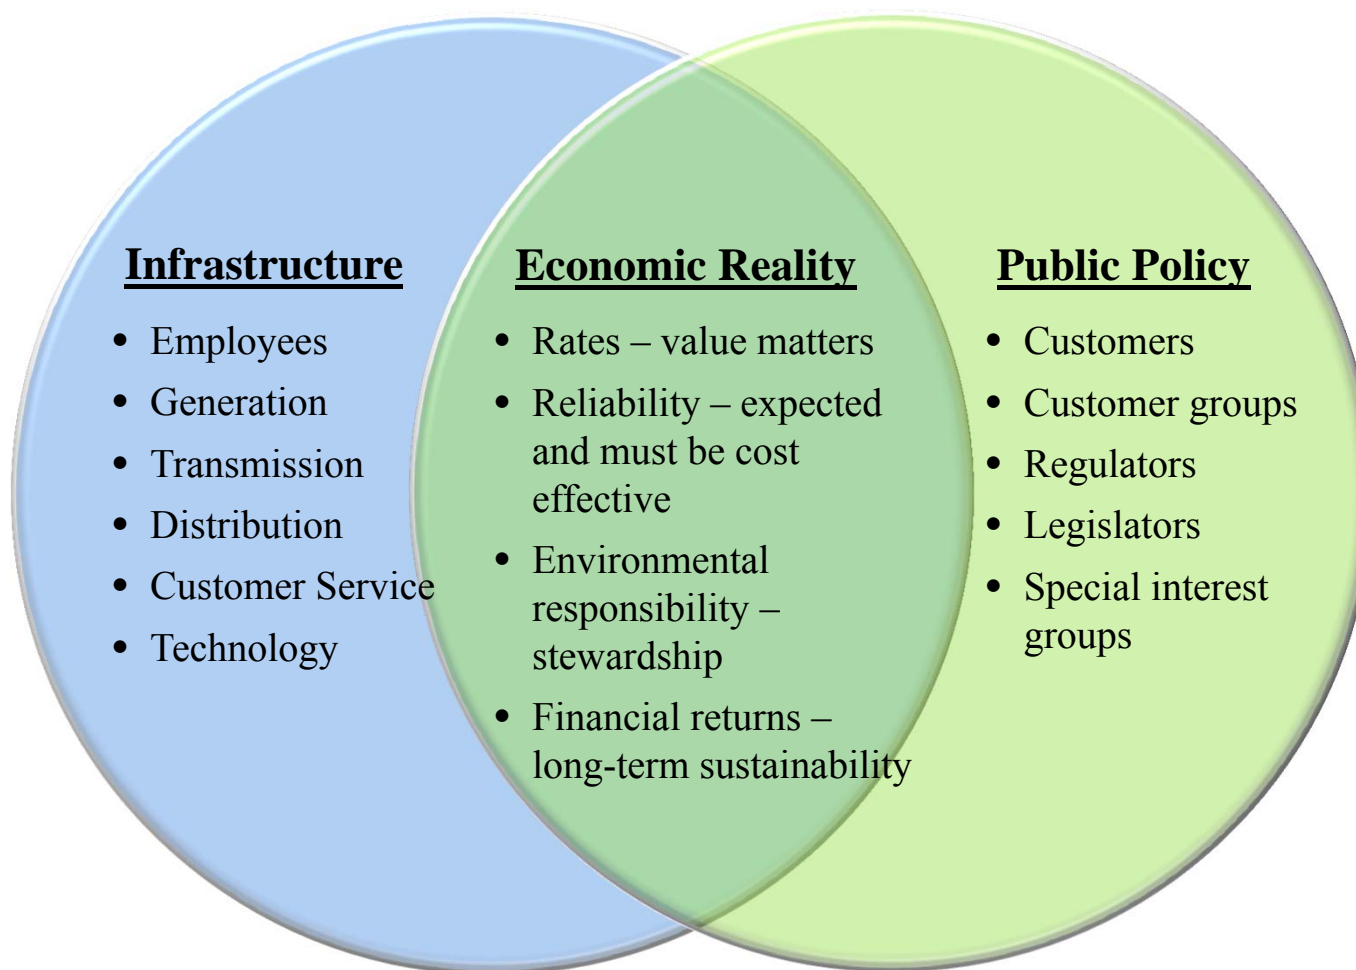 Infrastructure
• Employees
• Generation
• Transmission
• Distribution
• Customer Service
• Technology
Economic Reality
• Rates – value matters
• Reliability – expected
and must be cost
effective
• Environmental
responsibility –
stewardship
• Financial returns –
long-term sustainability
Public Policy
• Customers
• Customer groups
• Regulators
• Legislators
• Special interest
groups